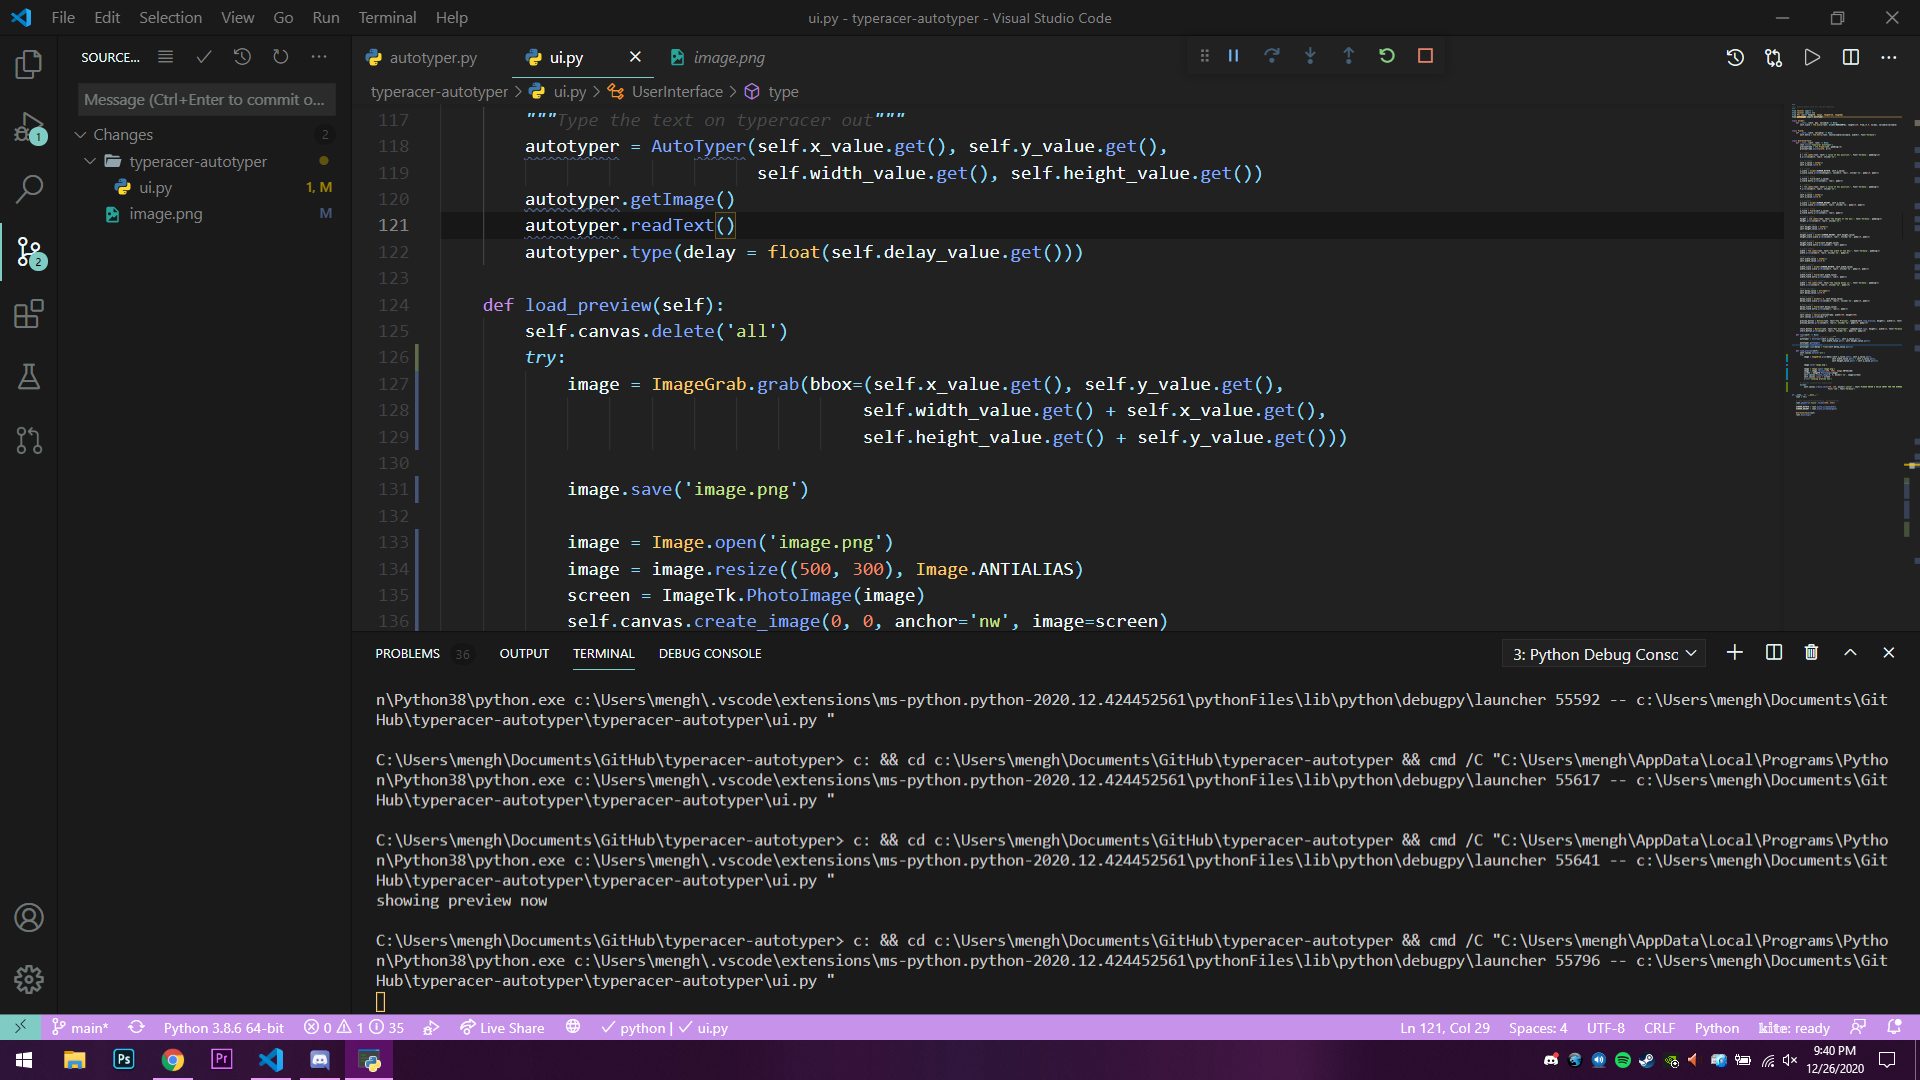 File Edit Selection View Go Run Terminal Help
ui.py - typeracer-autotyper - Visual Studio Code
SOURCE...
autotyper.py
ui.py
image.png
Message (Ctrl+Enter to commit o...
Changes 2
typeracer-autotyper
ui.py 1, M
image.png M
1
2
typeracer-autotyper > ui.py > UserInterface > type
117 """Type the text on typeracer out"""
118 autotyper = AutoTyper(self.x_value.get(), self.y_value.get(),
119 self.width_value.get(), self.height_value.get())
120 autotyper.getImage()
121 autotyper.readText()
122 autotyper.type(delay = float(self.delay_value.get()))
123
124 def load_preview(self):
125 self.canvas.delete('all')
126 try:
127 image = ImageGrab.grab(bbox=(self.x_value.get(), self.y_value.get(),
128 self.width_value.get() + self.x_value.get(),
129 self.height_value.get() + self.y_value.get()))
130
131 image.save('image.png')
132
133 image = Image.open('image.png')
134 image = image.resize((500, 300), Image.ANTIALIAS)
135 screen = ImageTk.PhotoImage(image)
136 self.canvas.create_image(0, 0, anchor='nw', image=screen)
PROBLEMS 36 OUTPUT TERMINAL DEBUG CONSOLE
3: Python Debug Consc
n\Python38\python.exe c:\Users\mengh\.vscode\extensions\ms-python.python-2020.12.424452561\pythonFiles\lib\python\debugpy\launcher 55592 -- c:\Users\mengh\Documents\Git
Hub\typeracer-autotyper\typeracer-autotyper\ui.py "
C:\Users\mengh\Documents\GitHub\typeracer-autotyper> c: && cd c:\Users\mengh\Documents\GitHub\typeracer-autotyper && cmd /C "C:\Users\mengh\AppData\Local\Programs\Pytho
n\Python38\python.exe c:\Users\mengh\.vscode\extensions\ms-python.python-2020.12.424452561\pythonFiles\lib\python\debugpy\launcher 55617 -- c:\Users\mengh\Documents\Git
Hub\typeracer-autotyper\typeracer-autotyper\ui.py "
C:\Users\mengh\Documents\GitHub\typeracer-autotyper> c: && cd c:\Users\mengh\Documents\GitHub\typeracer-autotyper && cmd /C "C:\Users\mengh\AppData\Local\Programs\Pytho
n\Python38\python.exe c:\Users\mengh\.vscode\extensions\ms-python.python-2020.12.424452561\pythonFiles\lib\python\debugpy\launcher 55641 -- c:\Users\mengh\Documents\Git
Hub\typeracer-autotyper\typeracer-autotyper\ui.py "
showing preview now
C:\Users\mengh\Documents\GitHub\typeracer-autotyper> c: && cd c:\Users\mengh\Documents\GitHub\typeracer-autotyper && cmd /C "C:\Users\mengh\AppData\Local\Programs\Pytho
n\Python38\python.exe c:\Users\mengh\.vscode\extensions\ms-python.python-2020.12.424452561\pythonFiles\lib\python\debugpy\launcher 55796 -- c:\Users\mengh\Documents\Git
Hub\typeracer-autotyper\typeracer-autotyper\ui.py "
main* Python 3.8.6 64-bit 0 1 35 Live Share python | ui.py Ln 121, Col 29 Spaces: 4 UTF-8 CRLF Python kite: ready
Ps Pr
9:40 PM
12/26/2020